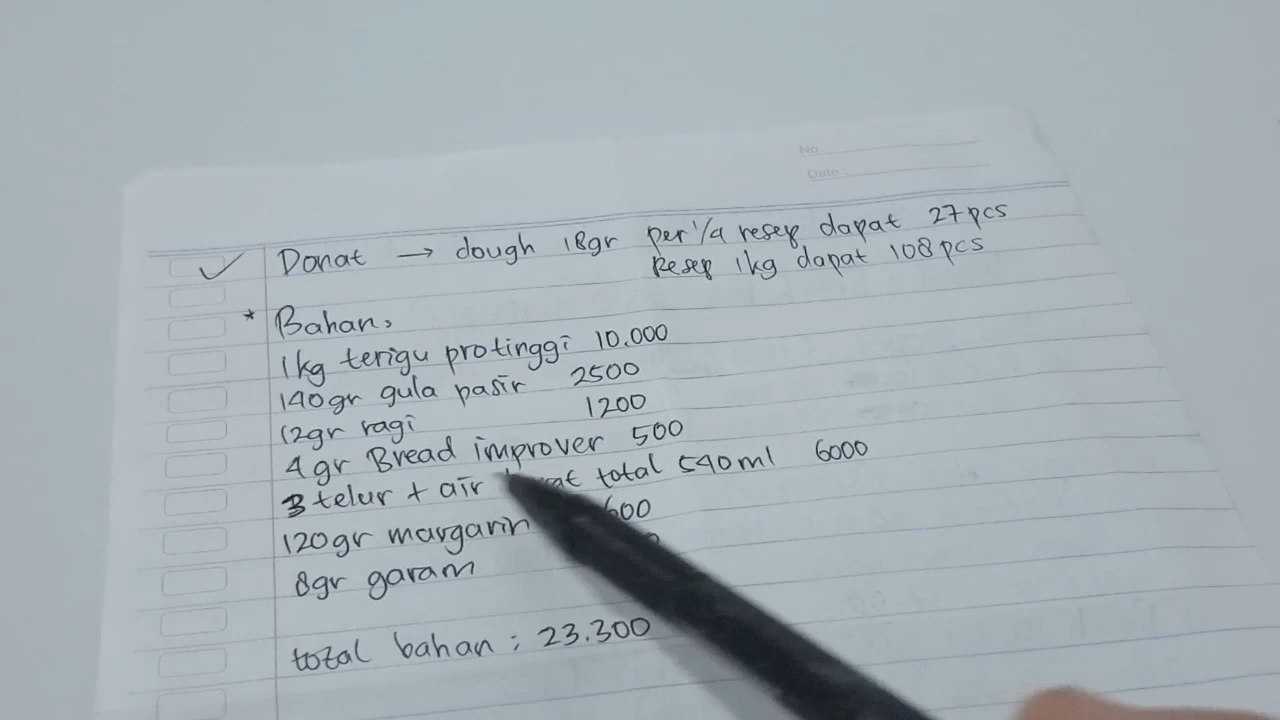 No.
Date
Donat → dough 18gr per 1/4 resep dapat 27pcs
Resep 1kg dapat 108pcs
* Bahan,
1kg terigu protinggi 10.000
140gr gula pasir 2500
12gr ragi 1200
4gr Bread improver 500
3 telur + air total 540ml 6000
120gr margarin 600
8gr garam
total bahan : 23.300